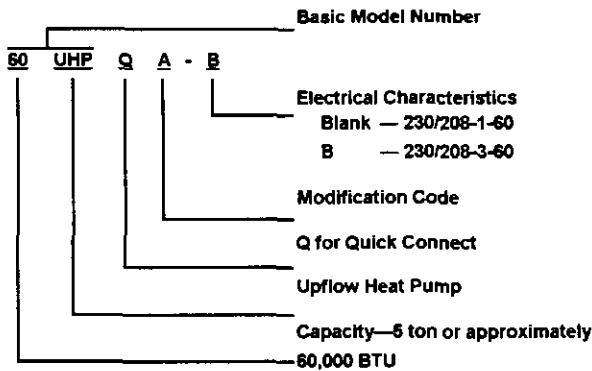 Basic Model Number
60 UHP Q A - B
Electrical Characteristics
Blank — 230/208-1-60
B — 230/208-3-60
Modification Code
Q for Quick Connect
Upflow Heat Pump
Capacity—5 ton or approximately
60,000 BTU